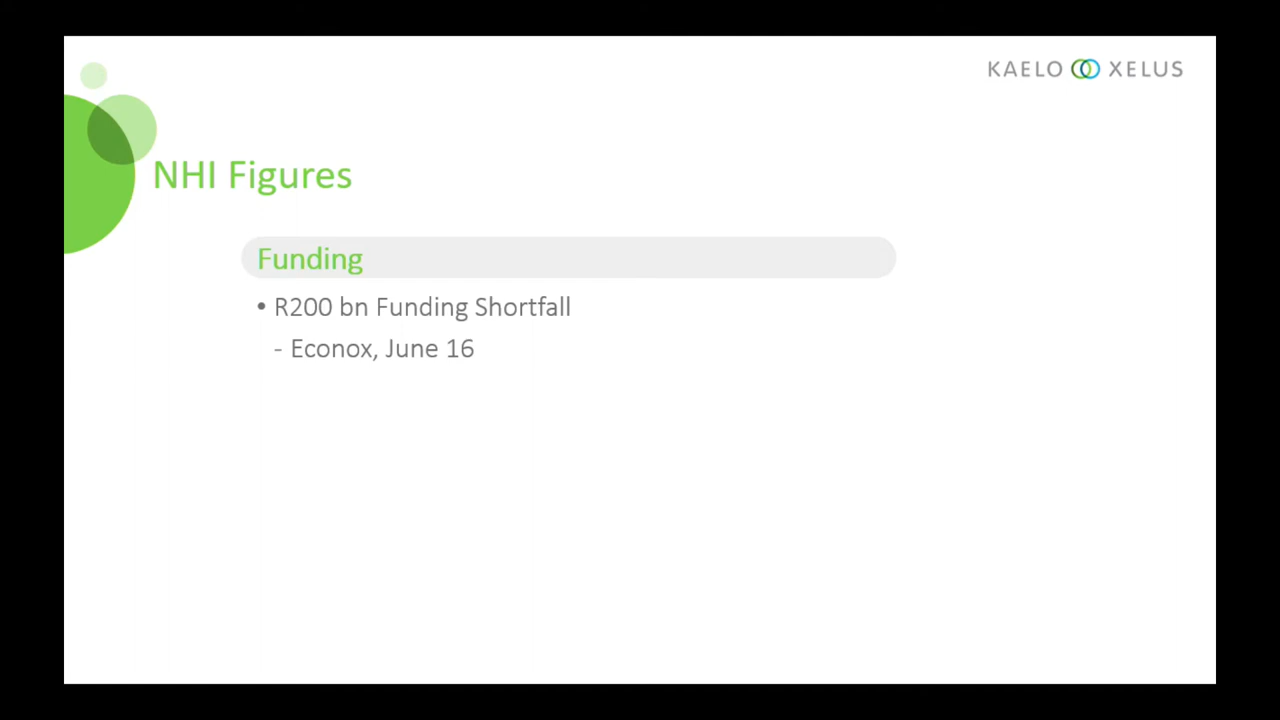 KAELO XELUS
NHI Figures
Funding
• R200 bn Funding Shortfall
- Econox, June 16